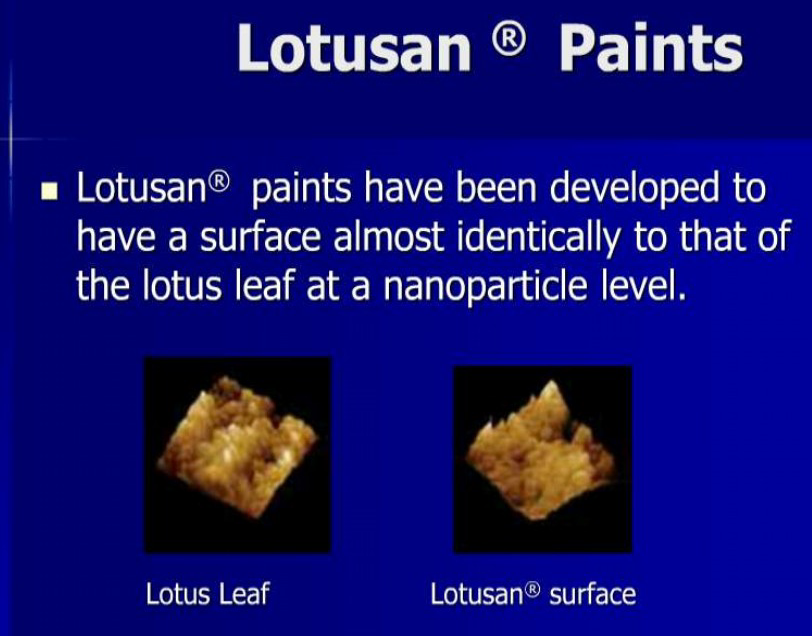 Lotusan ® Paints
Lotusan® paints have been developed to
have a surface almost identically to that of
the lotus leaf at a nanoparticle level.
Lotus Leaf
Lotusan® surface